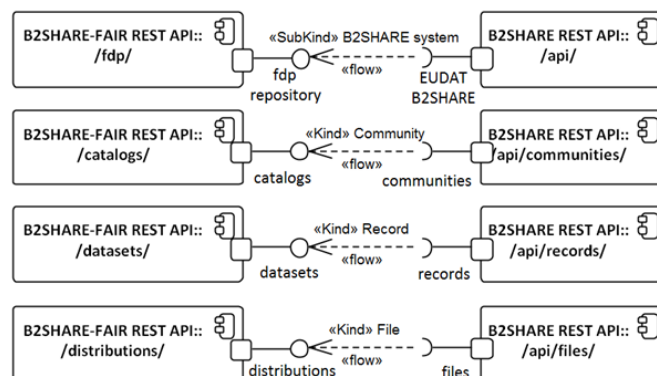 B2SHARE-FAIR REST API::
/fdp/
«SubKind» B2SHARE system
«flow»
fdp
repository
EUDAT
B2SHARE
B2SHARE REST API::
/api/
B2SHARE-FAIR REST API::
/catalogs/
«Kind» Community
«flow»
catalogs
communities
B2SHARE REST API::
/api/communities/
B2SHARE-FAIR REST API::
/datasets/
«Kind» Record
«flow»
datasets
records
B2SHARE REST API::
/api/records/
B2SHARE-FAIR REST API::
/distributions/
«Kind» File
«flow»
distributions
files
B2SHARE REST API::
/api/files/